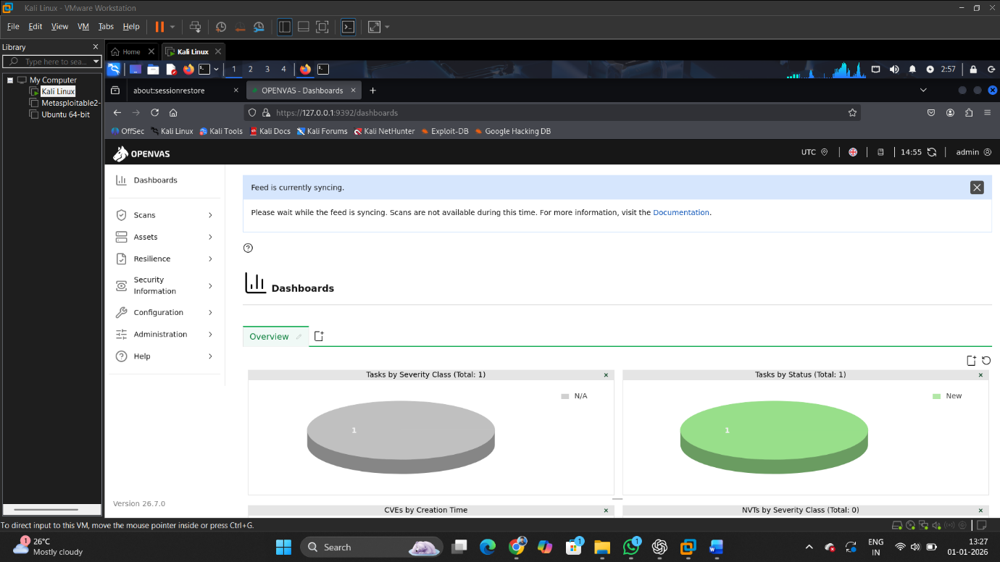 Kali Linux - VMware Workstation
File Edit View VM Tabs Help
Library
Type here to sea...
My Computer
Kali Linux
Metasploitable2-
Ubuntu 64-bit
Home
Kali Linux
1 2 3 4
2:57
about:sessionrestore
OPENVAS - Dashboards
https://127.0.0.1:9392/dashboards
OffSec Kali Linux Kali Tools Kali Docs Kali Forums Kali NetHunter Exploit-DB Google Hacking DB
OPENVAS
UTC
14:55
admin
Dashboards
Scans
Assets
Resilience
Security
Information
Configuration
Administration
Help
Version 26.7.0
Feed is currently syncing.
Please wait while the feed is syncing. Scans are not available during this time. For more information, visit the Documentation.
Dashboards
Overview
Tasks by Severity Class (Total: 1)
N/A
1
Tasks by Status (Total: 1)
New
1
CVEs by Creation Time
NVTs by Severity Class (Total: 0)
To direct input to this VM, move the mouse pointer inside or press Ctrl+G.
1
26°C
Mostly cloudy
Search
1
1
ENG
IN
13:27
01-01-2026